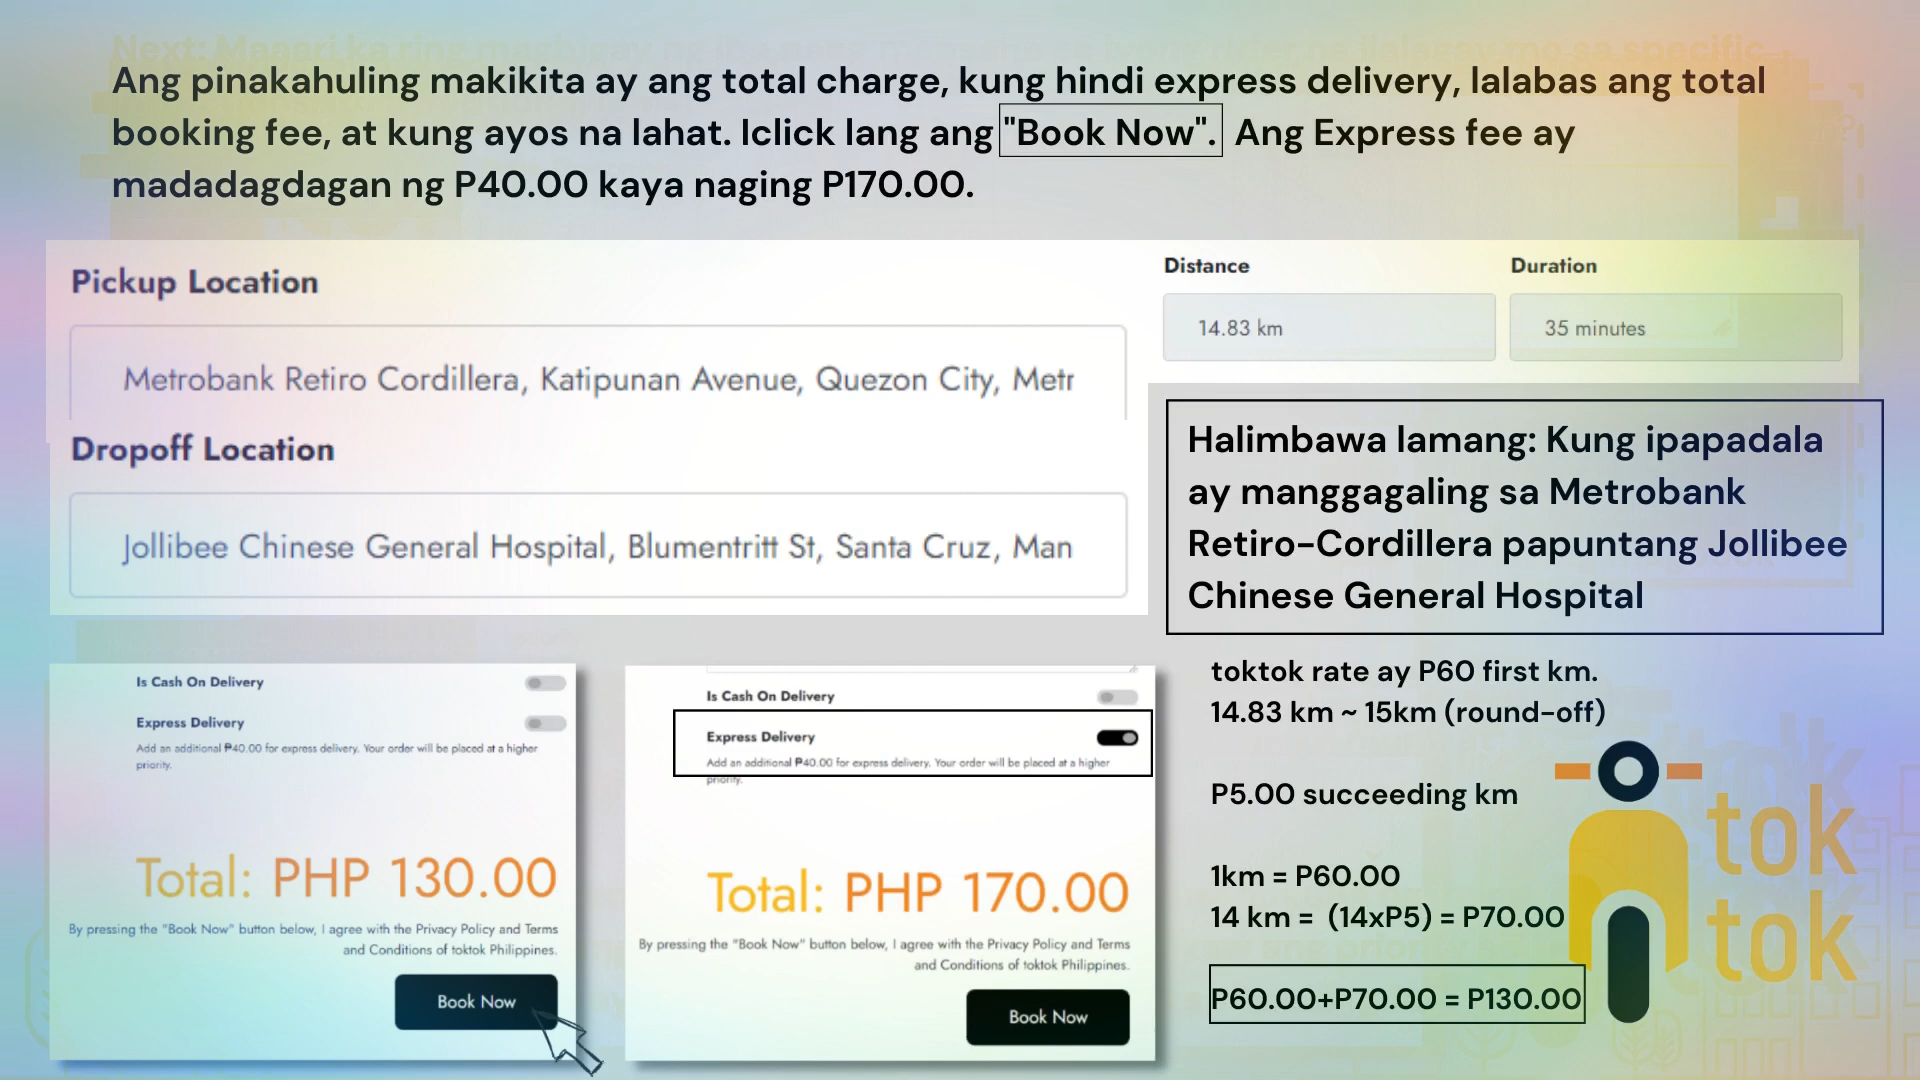 Ang pinakahuling makikita ay ang total charge, kung hindi express delivery, lalabas ang total
booking fee, at kung ayos na lahat. Iclick lang ang "Book Now". Ang Express fee ay
madadagdagan ng P40.00 kaya naging P170.00.
Pickup Location
Metrobank Retiro Cordillera, Katipunan Avenue, Quezon City, Metr
Dropoff Location
Jollibee Chinese General Hospital, Blumentritt St, Santa Cruz, Man
Distance
14.83 km
Duration
35 minutes
Halimbawa lamang: Kung ipapadala
ay manggagaling sa Metrobank
Retiro-Cordillera papuntang Jollibee
Chinese General Hospital
Is Cash On Delivery
Express Delivery
Add an additional ₱40.00 for express delivery. Your order will be placed at a higher
priority.
Total: PHP 130.00
By pressing the "Book Now" button below, I agree with the Privacy Policy and Terms
and Conditions of toktok Philippines.
Book Now
Is Cash On Delivery
Express Delivery
Add an additional ₱40.00 for express delivery. Your order will be placed at a higher
priority.
Total: PHP 170.00
By pressing the "Book Now" button below, I agree with the Privacy Policy and Terms
and Conditions of toktok Philippines.
Book Now
toktok rate ay P60 first km.
14.83 km ~ 15km (round-off)
P5.00 succeeding km
1km = P60.00
14 km = (14xP5) = P70.00
P60.00+P70.00 = P130.00
tok
tok